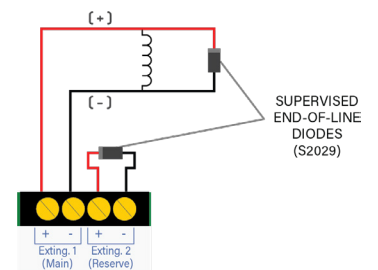 (+)
(-)
SUPERVISED
END-OF-LINE
DIODES
(S2029)
+ - + -
Exting. 1 Exting. 2
(Main) (Reserve)